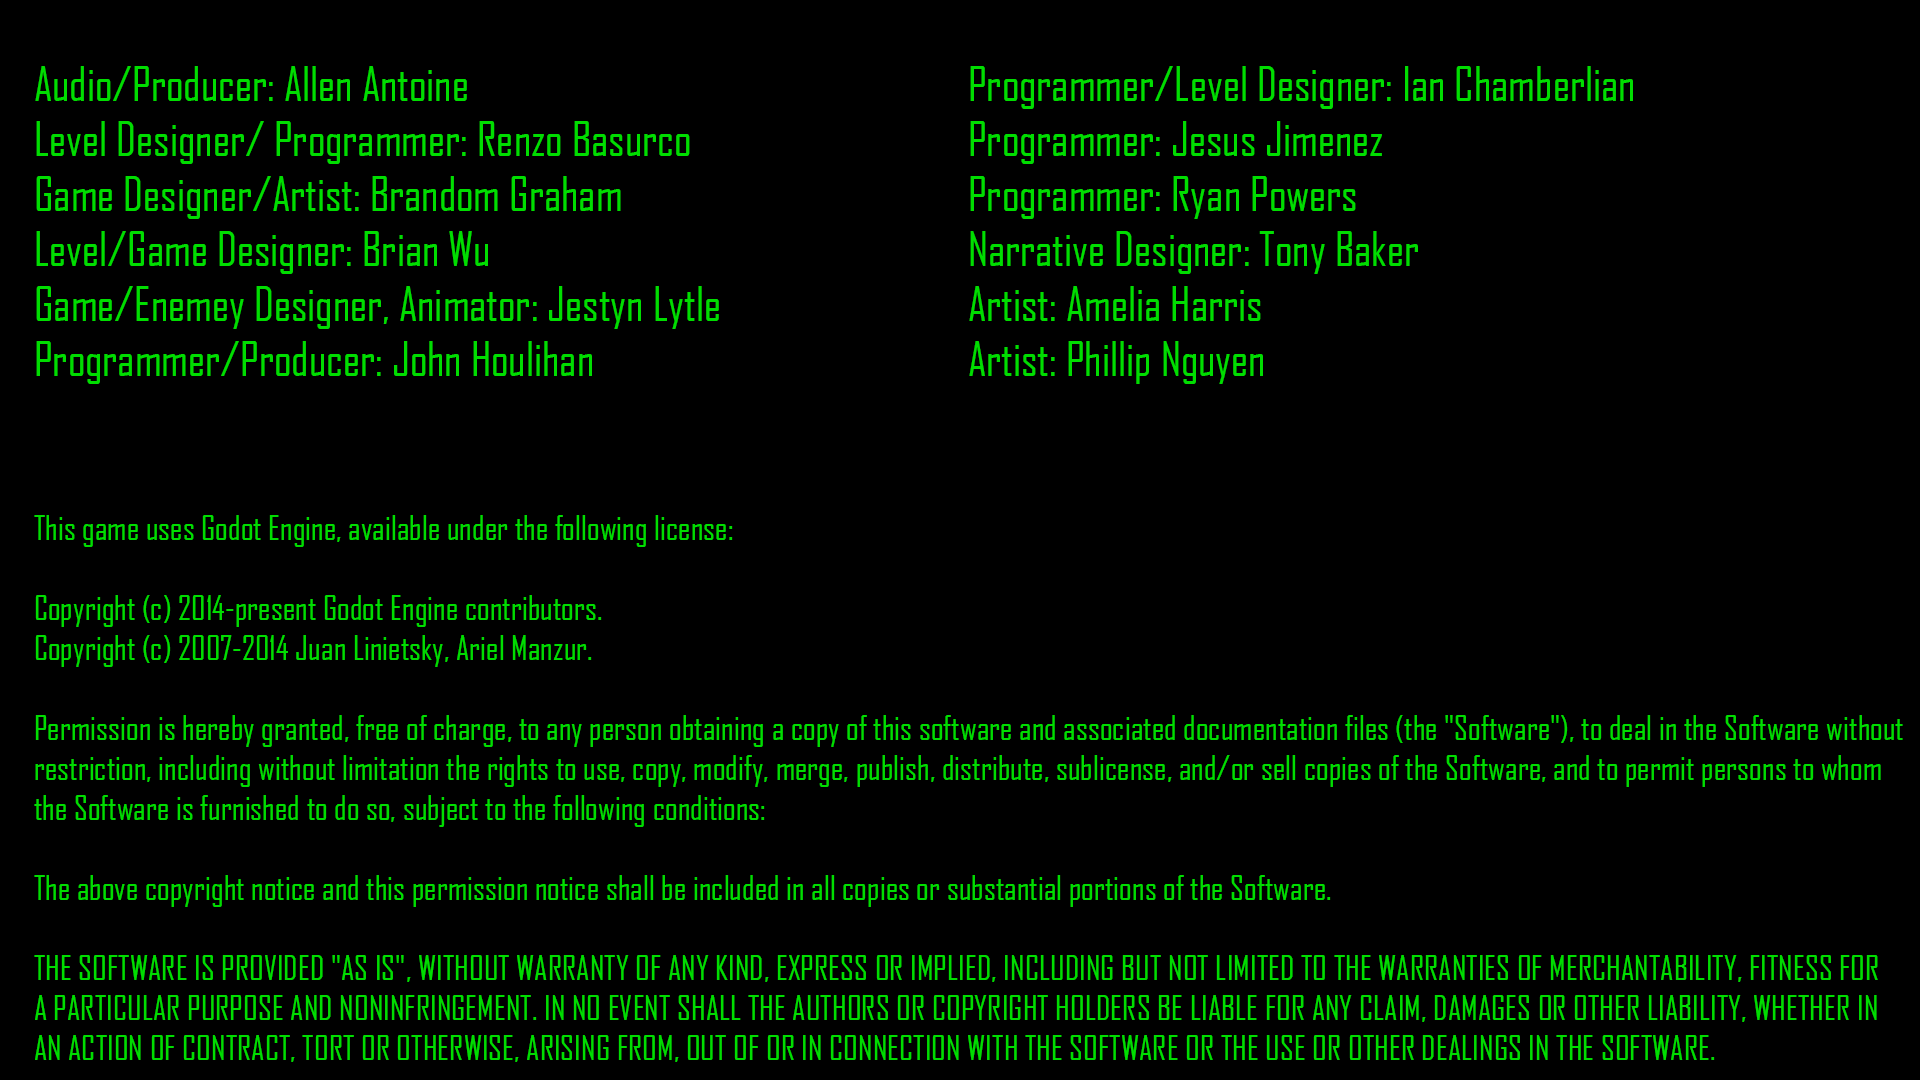 Audio/Producer: Allen Antoine
Level Designer/ Programmer: Renzo Basurco
Game Designer/Artist: Brandom Graham
Level/Game Designer: Brian Wu
Game/Enemey Designer, Animator: Jestyn Lytle
Programmer/Producer: John Houlihan
Programmer/Level Designer: Ian Chamberlian
Programmer: Jesus Jimenez
Programmer: Ryan Powers
Narrative Designer: Tony Baker
Artist: Amelia Harris
Artist: Phillip Nguyen
This game uses Godot Engine, available under the following license:
Copyright (c) 2014-present Godot Engine contributors.
Copyright (c) 2007-2014 Juan Linietsky, Ariel Manzur.
Permission is hereby granted, free of charge, to any person obtaining a copy of this software and associated documentation files (the "Software"), to deal in the Software without
restriction, including without limitation the rights to use, copy, modify, merge, publish, distribute, sublicense, and/or sell copies of the Software, and to permit persons to whom
the Software is furnished to do so, subject to the following conditions:
The above copyright notice and this permission notice shall be included in all copies or substantial portions of the Software.
THE SOFTWARE IS PROVIDED "AS IS", WITHOUT WARRANTY OF ANY KIND, EXPRESS OR IMPLIED, INCLUDING BUT NOT LIMITED TO THE WARRANTIES OF MERCHANTABILITY, FITNESS FOR
A PARTICULAR PURPOSE AND NONINFRINGEMENT. IN NO EVENT SHALL THE AUTHORS OR COPYRIGHT HOLDERS BE LIABLE FOR ANY CLAIM, DAMAGES OR OTHER LIABILITY, WHETHER IN
AN ACTION OF CONTRACT, TORT OR OTHERWISE, ARISING FROM, OUT OF OR IN CONNECTION WITH THE SOFTWARE OR THE USE OR OTHER DEALINGS IN THE SOFTWARE.